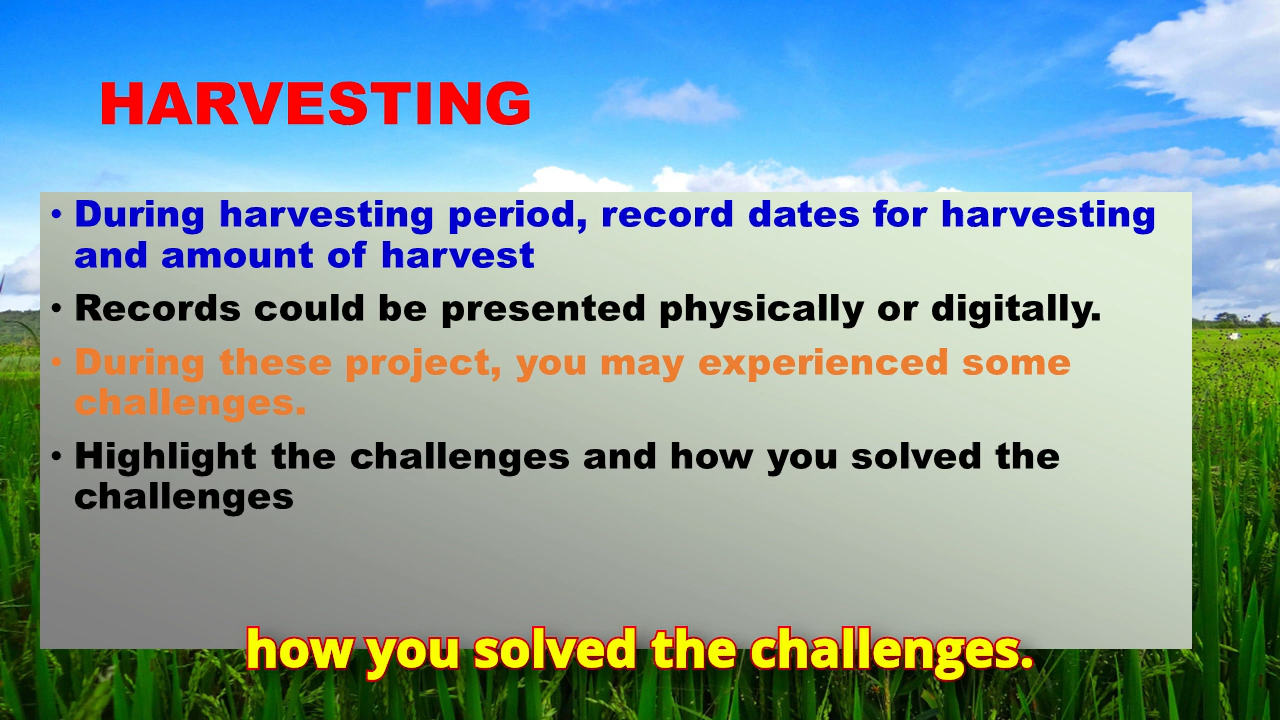 HARVESTING
• During harvesting period, record dates for harvesting
and amount of harvest
• Records could be presented physically or digitally.
• During these project, you may experienced some
challenges.
• Highlight the challenges and how you solved the
challenges
how you solved the challenges.